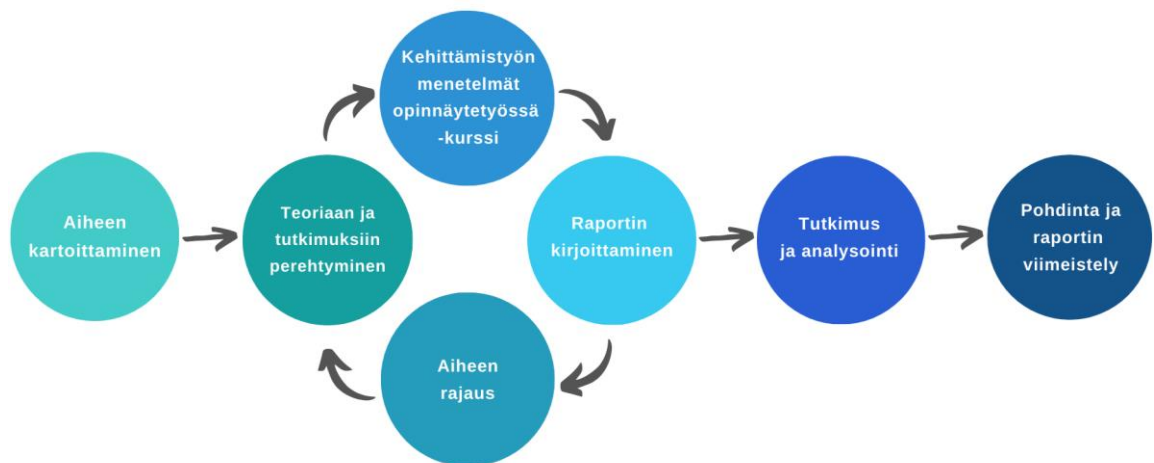 Aiheen
kartoittaminen
Teoriaan ja
tutkimuksiin
perehtyminen
Kehittämistyön
menetelmät
opinnäytetyössä
-kurssi
Raportin
kirjoittaminen
Aiheen
rajaus
Tutkimus
ja analysointi
Pohdinta ja
raportin
viimeistely